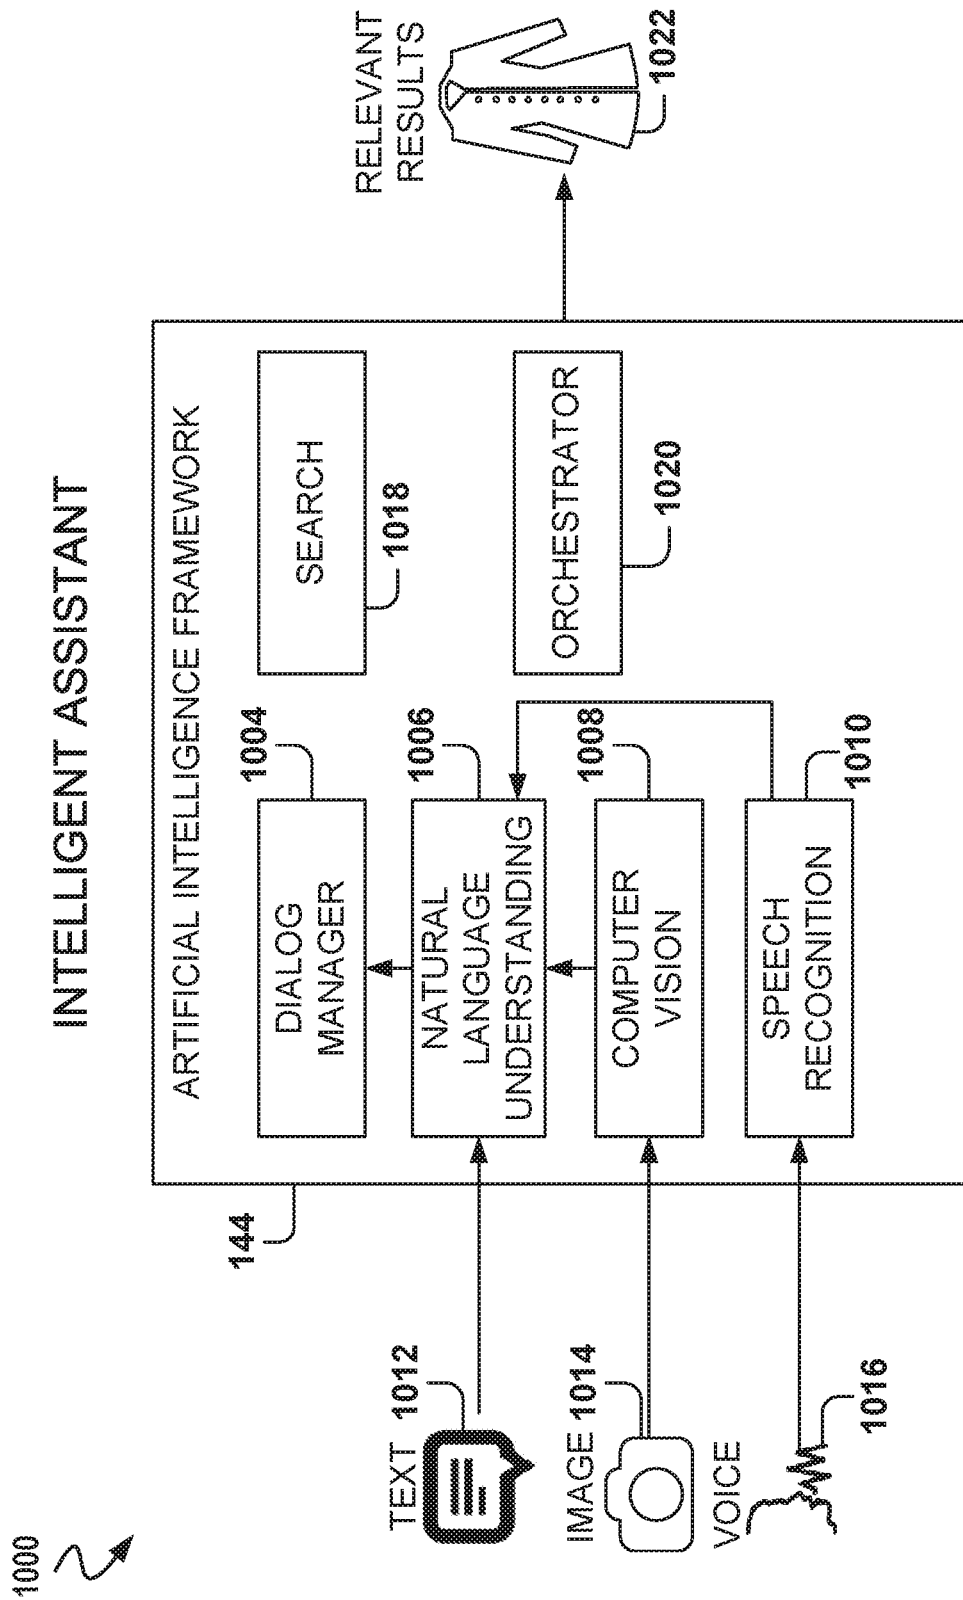 1000
INTELLIGENT ASSISTANT
144
ARTIFICIAL INTELLIGENCE FRAMEWORK
TEXT
1012
IMAGE 1014
VOICE
1016
DIALOG
MANAGER
1004
NATURAL
LANGUAGE
UNDERSTANDING
1006
COMPUTER
VISION
1008
SPEECH
RECOGNITION
1010
SEARCH
1018
ORCHESTRATOR
1020
RELEVANT
RESULTS
1022